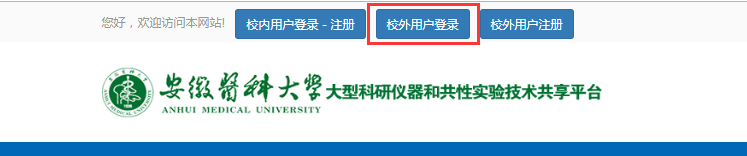 您好，欢迎访问本网站! 校内用户登录 - 注册 校外用户登录 校外用户注册
安徽医科大学 大型科研仪器和共性实验技术共享平台
ANHUI MEDICAL UNIVERSITY